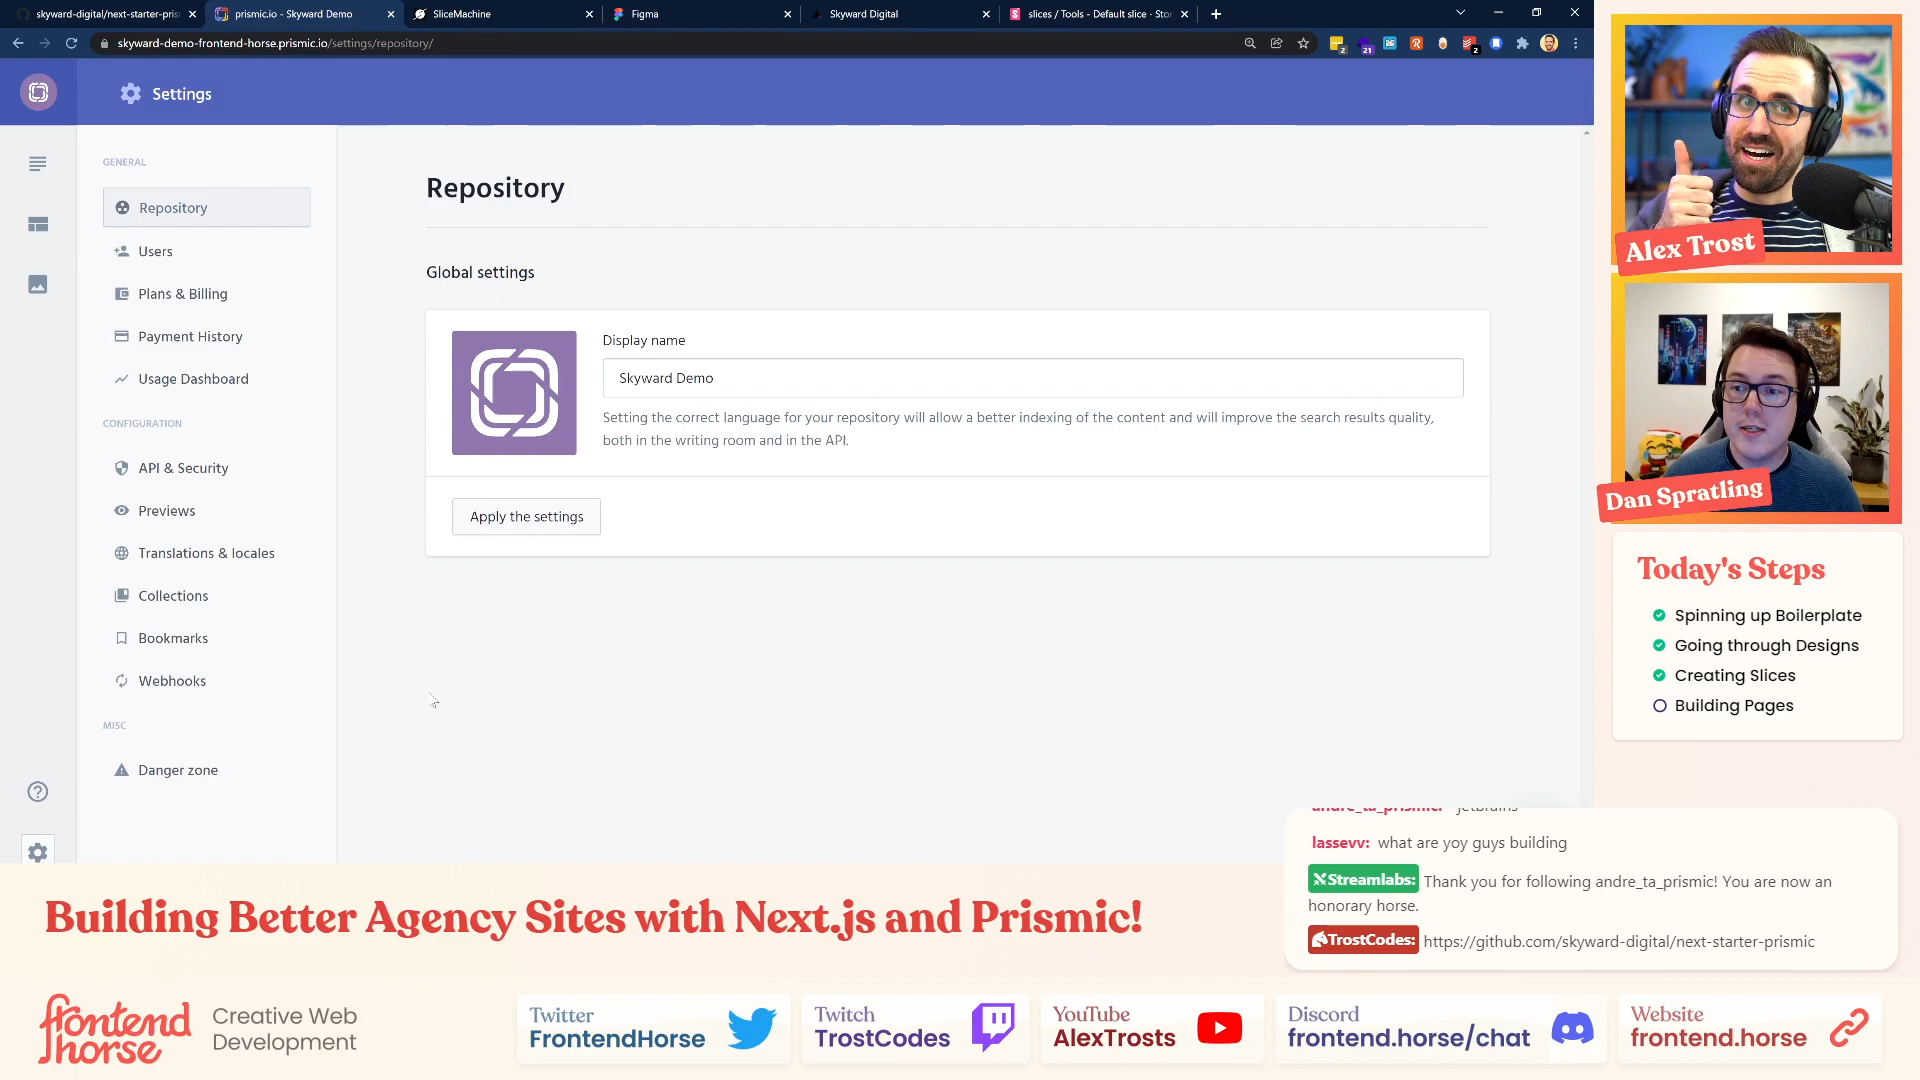 skyward-digital/next-starter-pris
prismic.io - Skyward Demo
SliceMachine
Figma
Skyward Digital
slices / Tools - Default slice - Stor
skyward-demo-frontend-horse.prismic.io/settings/repository/
2
21
2
Settings
GENERAL
Repository
Users
Plans & Billing
Payment History
Usage Dashboard
CONFIGURATION
API & Security
Previews
Translations & locales
Collections
Bookmarks
Webhooks
MISC
Danger zone
Repository
Global settings
Display name
Skyward Demo
Setting the correct language for your repository will allow a better indexing of the content and will improve the search results quality,
both in the writing room and in the API.
Apply the settings
Alex Trost
Dan Spratling
Today's Steps
Spinning up Boilerplate
Going through Designs
Creating Slices
Building Pages
andre_ta_prismic: jetbrains
lassevv: what are yoy guys building
Streamlabs: Thank you for following andre_ta_prismic! You are now an
honorary horse.
TrostCodes: https://github.com/skyward-digital/next-starter-prismic
Building Better Agency Sites with Next.js and Prismic!
frontend
horse
Creative Web
Development
Twitter
FrontendHorse
Twitch
TrostCodes
YouTube
AlexTrosts
Discord
frontend.horse/chat
Website
frontend.horse